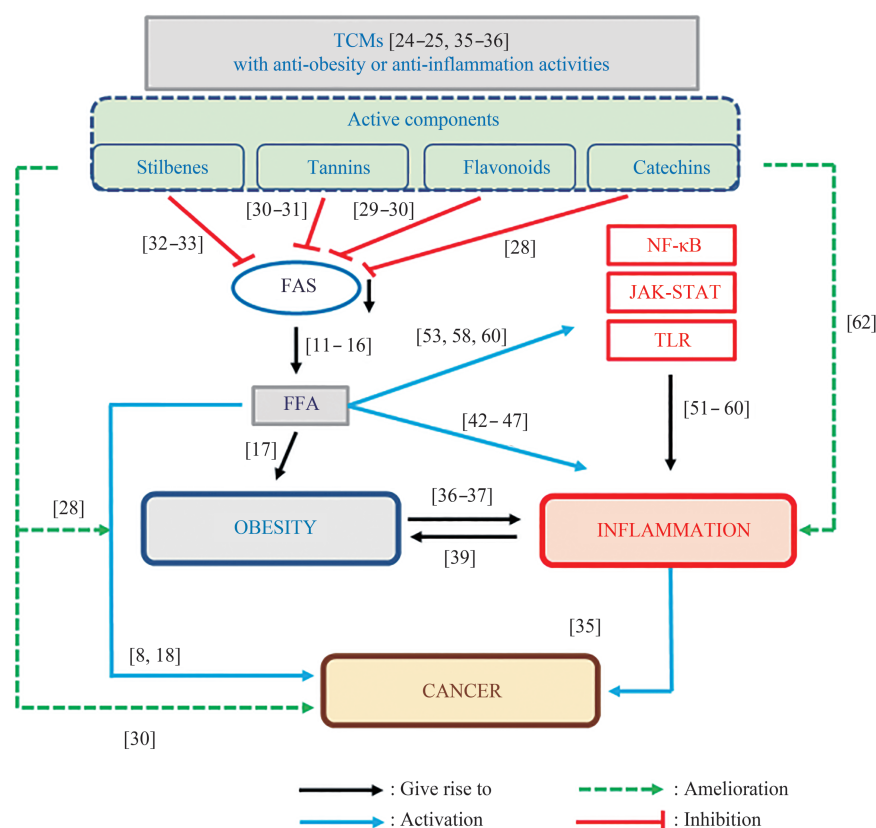 TCMs [24–25, 35–36]
with anti-obesity or anti-inflammation activities
Active components
Stilbenes
Tannins
Flavonoids
Catechins
[32–33]
[30–31]
[29–30]
[28]
NF-κB
JAK-STAT
TLR
FAS
[62]
[11–16]
[53, 58, 60]
FFA
[42–47]
[51–60]
[17]
[28]
OBESITY
[36–37]
[39]
INFLAMMATION
[35]
[8, 18]
CANCER
[30]
: Give rise to
: Amelioration
: Activation
: Inhibition